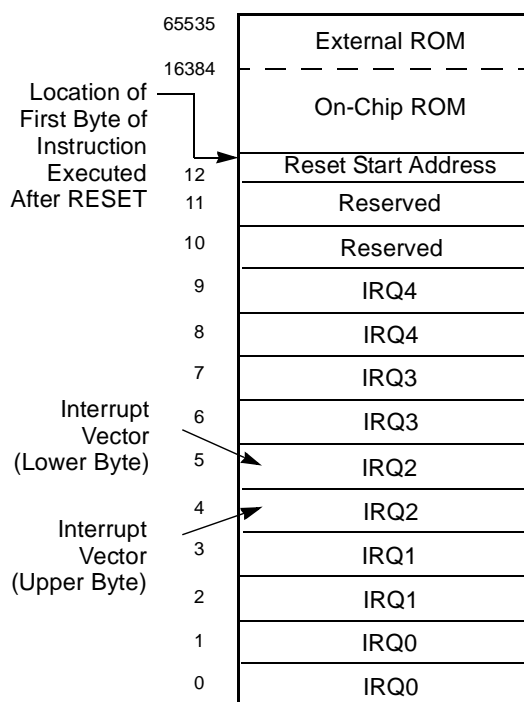 65535
External ROM
16384
On-Chip ROM
Location of
First Byte of
Instruction
Executed
After RESET
12
Reset Start Address
11
Reserved
10
Reserved
9
IRQ4
8
IRQ4
7
IRQ3
6
IRQ3
Interrupt
Vector
(Lower Byte)
5
IRQ2
4
IRQ2
Interrupt
Vector
(Upper Byte)
3
IRQ1
2
IRQ1
1
IRQ0
0
IRQ0